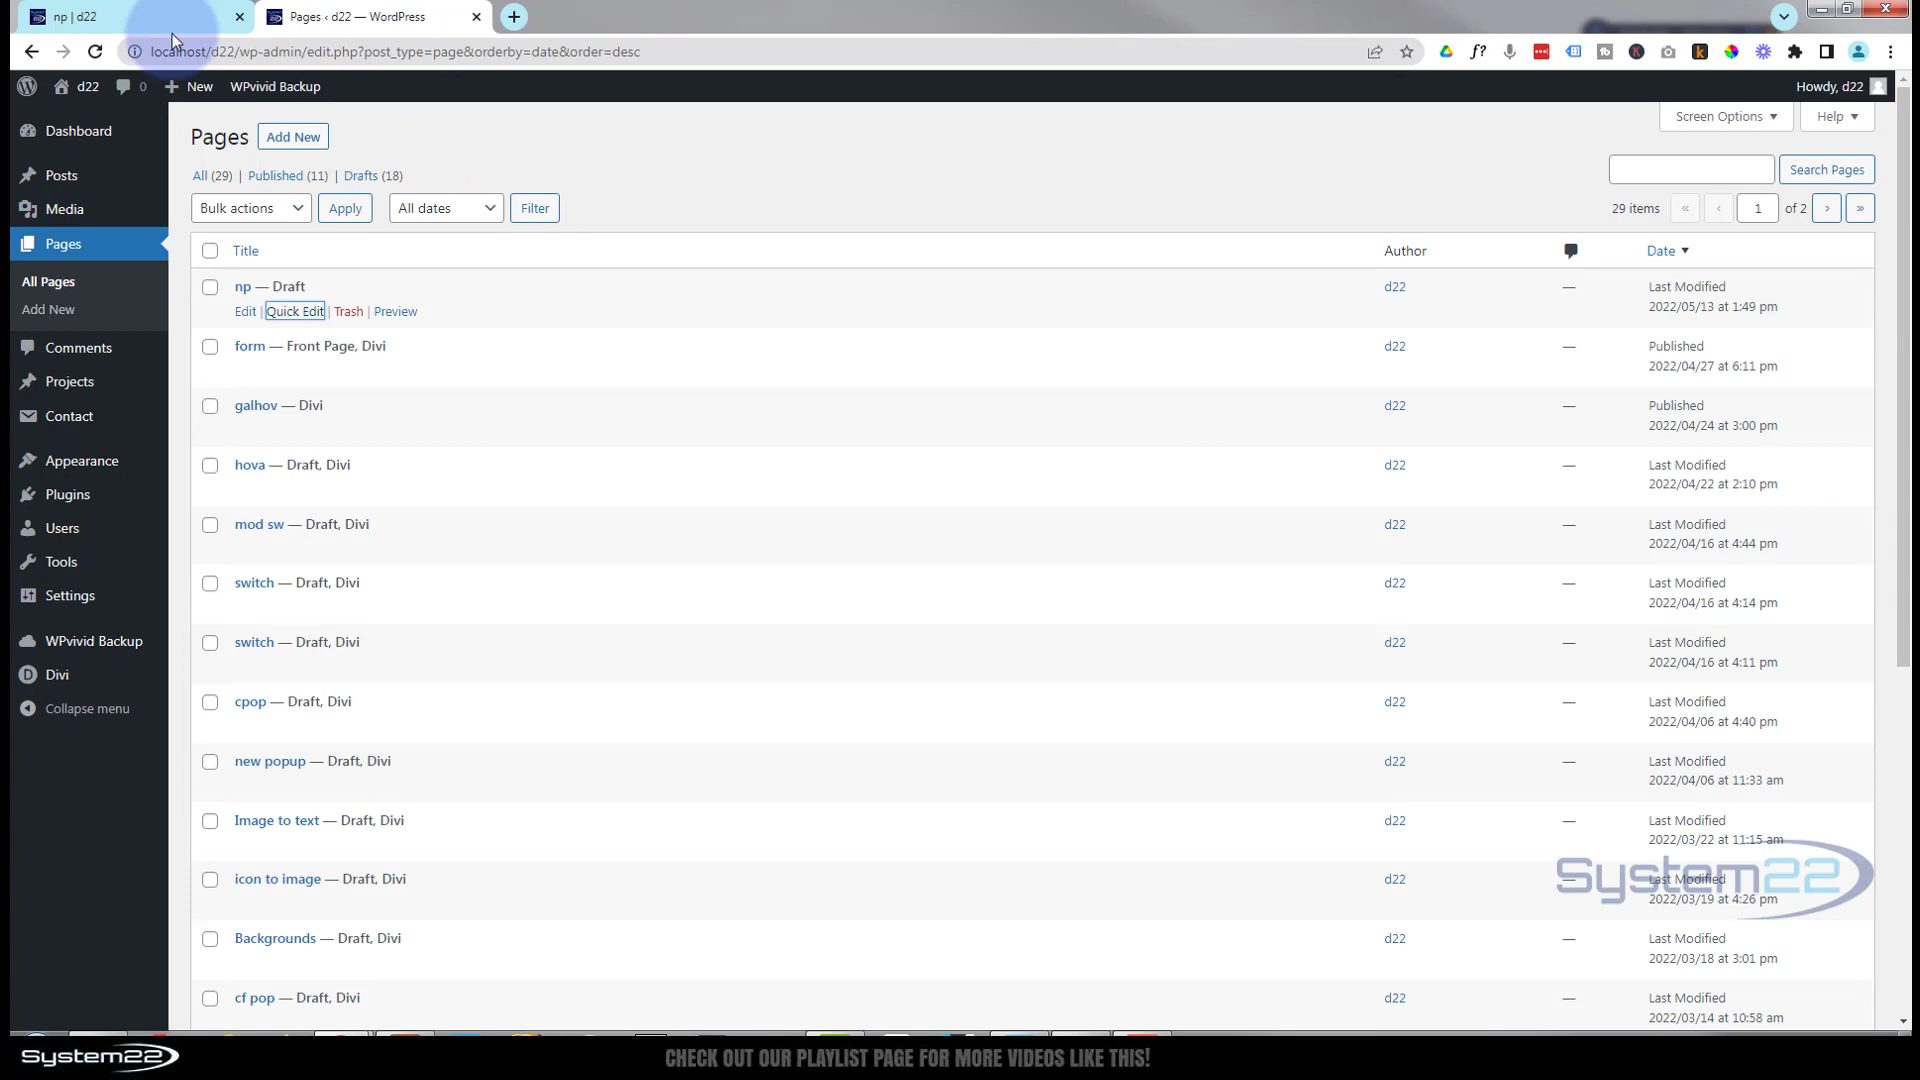 np | d22
Pages ‹ d22 — WordPress
localhost/d22/wp-admin/edit.php?post_type=page&orderby=date&order=desc
d22 0 New WPvivid Backup Howdy, d22
Dashboard
Posts
Media
Pages
All Pages
Add New
Comments
Projects
Contact
Appearance
Plugins
Users
Tools
Settings
WPvivid Backup
Divi
Collapse menu
Screen Options Help
Pages Add New
All (29) | Published (11) | Drafts (18)
Search Pages
Bulk actions Apply All dates Filter
29 items « ‹ 1 of 2 › »
Title Author Date
np — Draft d22 — Last Modified
2022/05/13 at 1:49 pm
Edit | Quick Edit | Trash | Preview
form — Front Page, Divi d22 — Published
2022/04/27 at 6:11 pm
galhov — Divi d22 — Published
2022/04/24 at 3:00 pm
hova — Draft, Divi d22 — Last Modified
2022/04/22 at 2:10 pm
mod sw — Draft, Divi d22 — Last Modified
2022/04/16 at 4:44 pm
switch — Draft, Divi d22 — Last Modified
2022/04/16 at 4:14 pm
switch — Draft, Divi d22 — Last Modified
2022/04/16 at 4:11 pm
cpop — Draft, Divi d22 — Last Modified
2022/04/06 at 4:40 pm
new popup — Draft, Divi d22 — Last Modified
2022/04/06 at 11:33 am
Image to text — Draft, Divi d22 — Last Modified
2022/03/22 at 11:15 am
icon to image — Draft, Divi d22 — Last Modified
2022/03/19 at 4:26 pm
System22
Backgrounds — Draft, Divi d22 — Last Modified
2022/03/18 at 3:01 pm
cf pop — Draft, Divi d22 — Last Modified
2022/03/14 at 10:58 am
System22
CHECK OUT OUR PLAYLIST PAGE FOR MORE VIDEOS LIKE THIS!